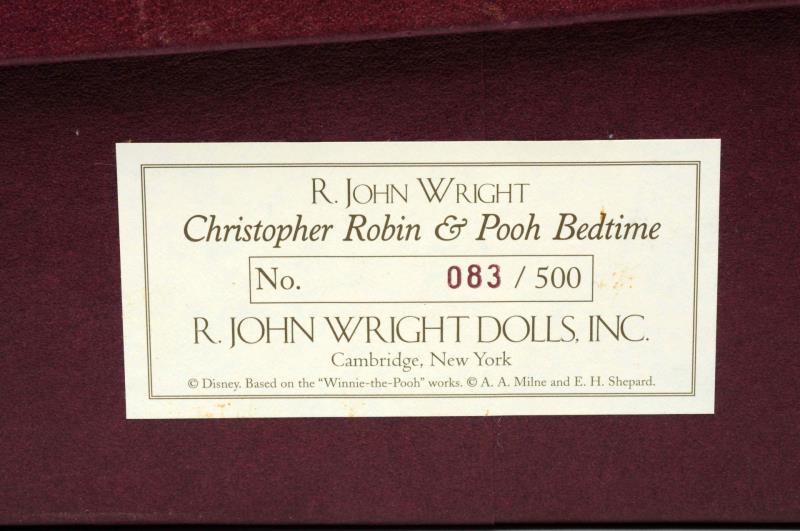 R. JOHN WRIGHT
Christopher Robin & Pooh Bedtime
No. 083 / 500
R. JOHN WRIGHT DOLLS, INC.
Cambridge, New York
© Disney. Based on the “Winnie-the-Pooh” works. © A. A. Milne and E. H. Shepard.